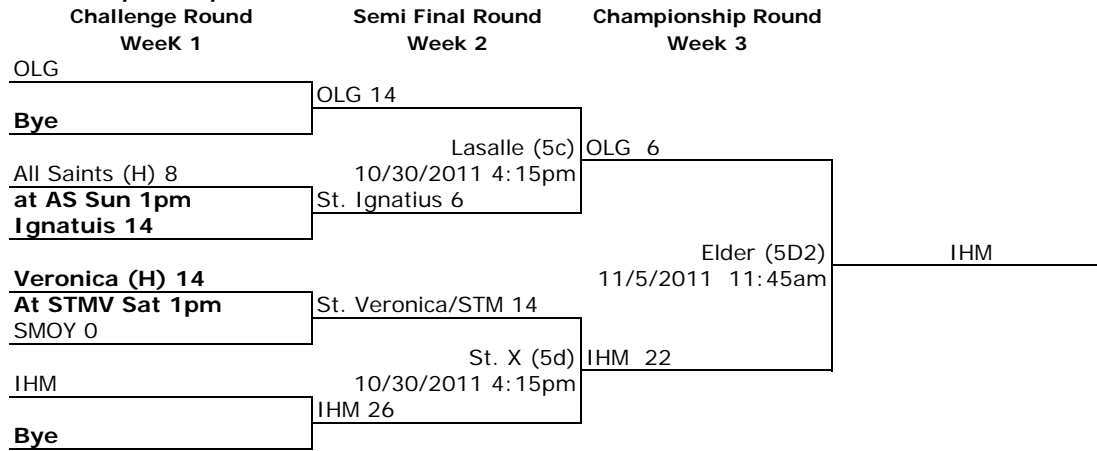 Challenge Round
WeeK 1
Semi Final Round
Week 2
Championship Round
Week 3
OLG
Bye
OLG 14
All Saints (H) 8
at AS Sun 1pm
Ignatuis 14
Lasalle (5c)
10/30/2011 4:15pm
St. Ignatius 6
OLG 6
Veronica (H) 14
At STMV Sat 1pm
SMOY 0
St. Veronica/STM 14
IHM
Bye
St. X (5d)
10/30/2011 4:15pm
IHM 26
IHM 22
Elder (5D2)
11/5/2011 11:45am
IHM